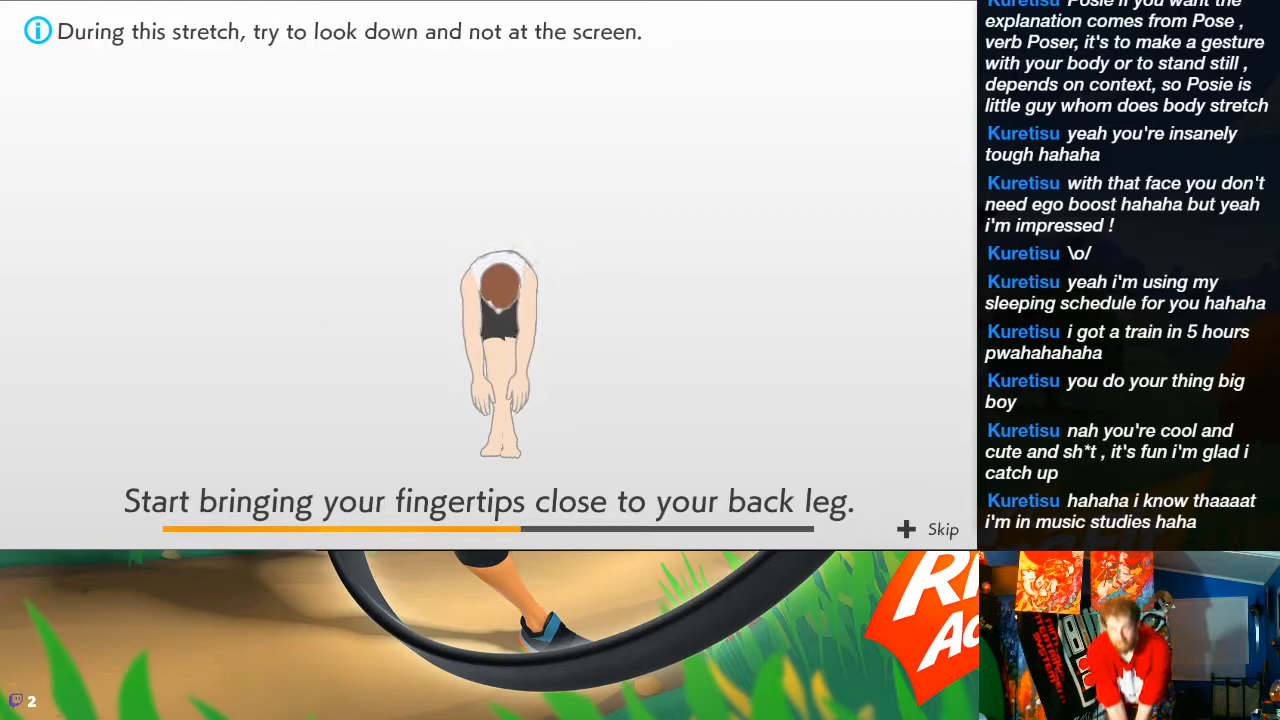 During this stretch, try to look down and not at the screen.
Start bringing your fingertips close to your back leg.
Skip
Kuretisu Posie if you want the
explanation comes from Pose ,
verb Poser, it's to make a gesture
with your body or to stand still ,
depends on context, so Posie is
little guy whom does body stretch
Kuretisu yeah you're insanely
tough hahaha
Kuretisu with that face you don't
need ego boost hahaha but yeah
i'm impressed !
Kuretisu \o/
Kuretisu yeah i'm using my
sleeping schedule for you hahaha
Kuretisu i got a train in 5 hours
pwahahahaha
Kuretisu you do your thing big
boy
Kuretisu nah you're cool and
cute and sh*t , it's fun i'm glad i
catch up
Kuretisu hahaha i know thaaaat
i'm in music studies haha
2